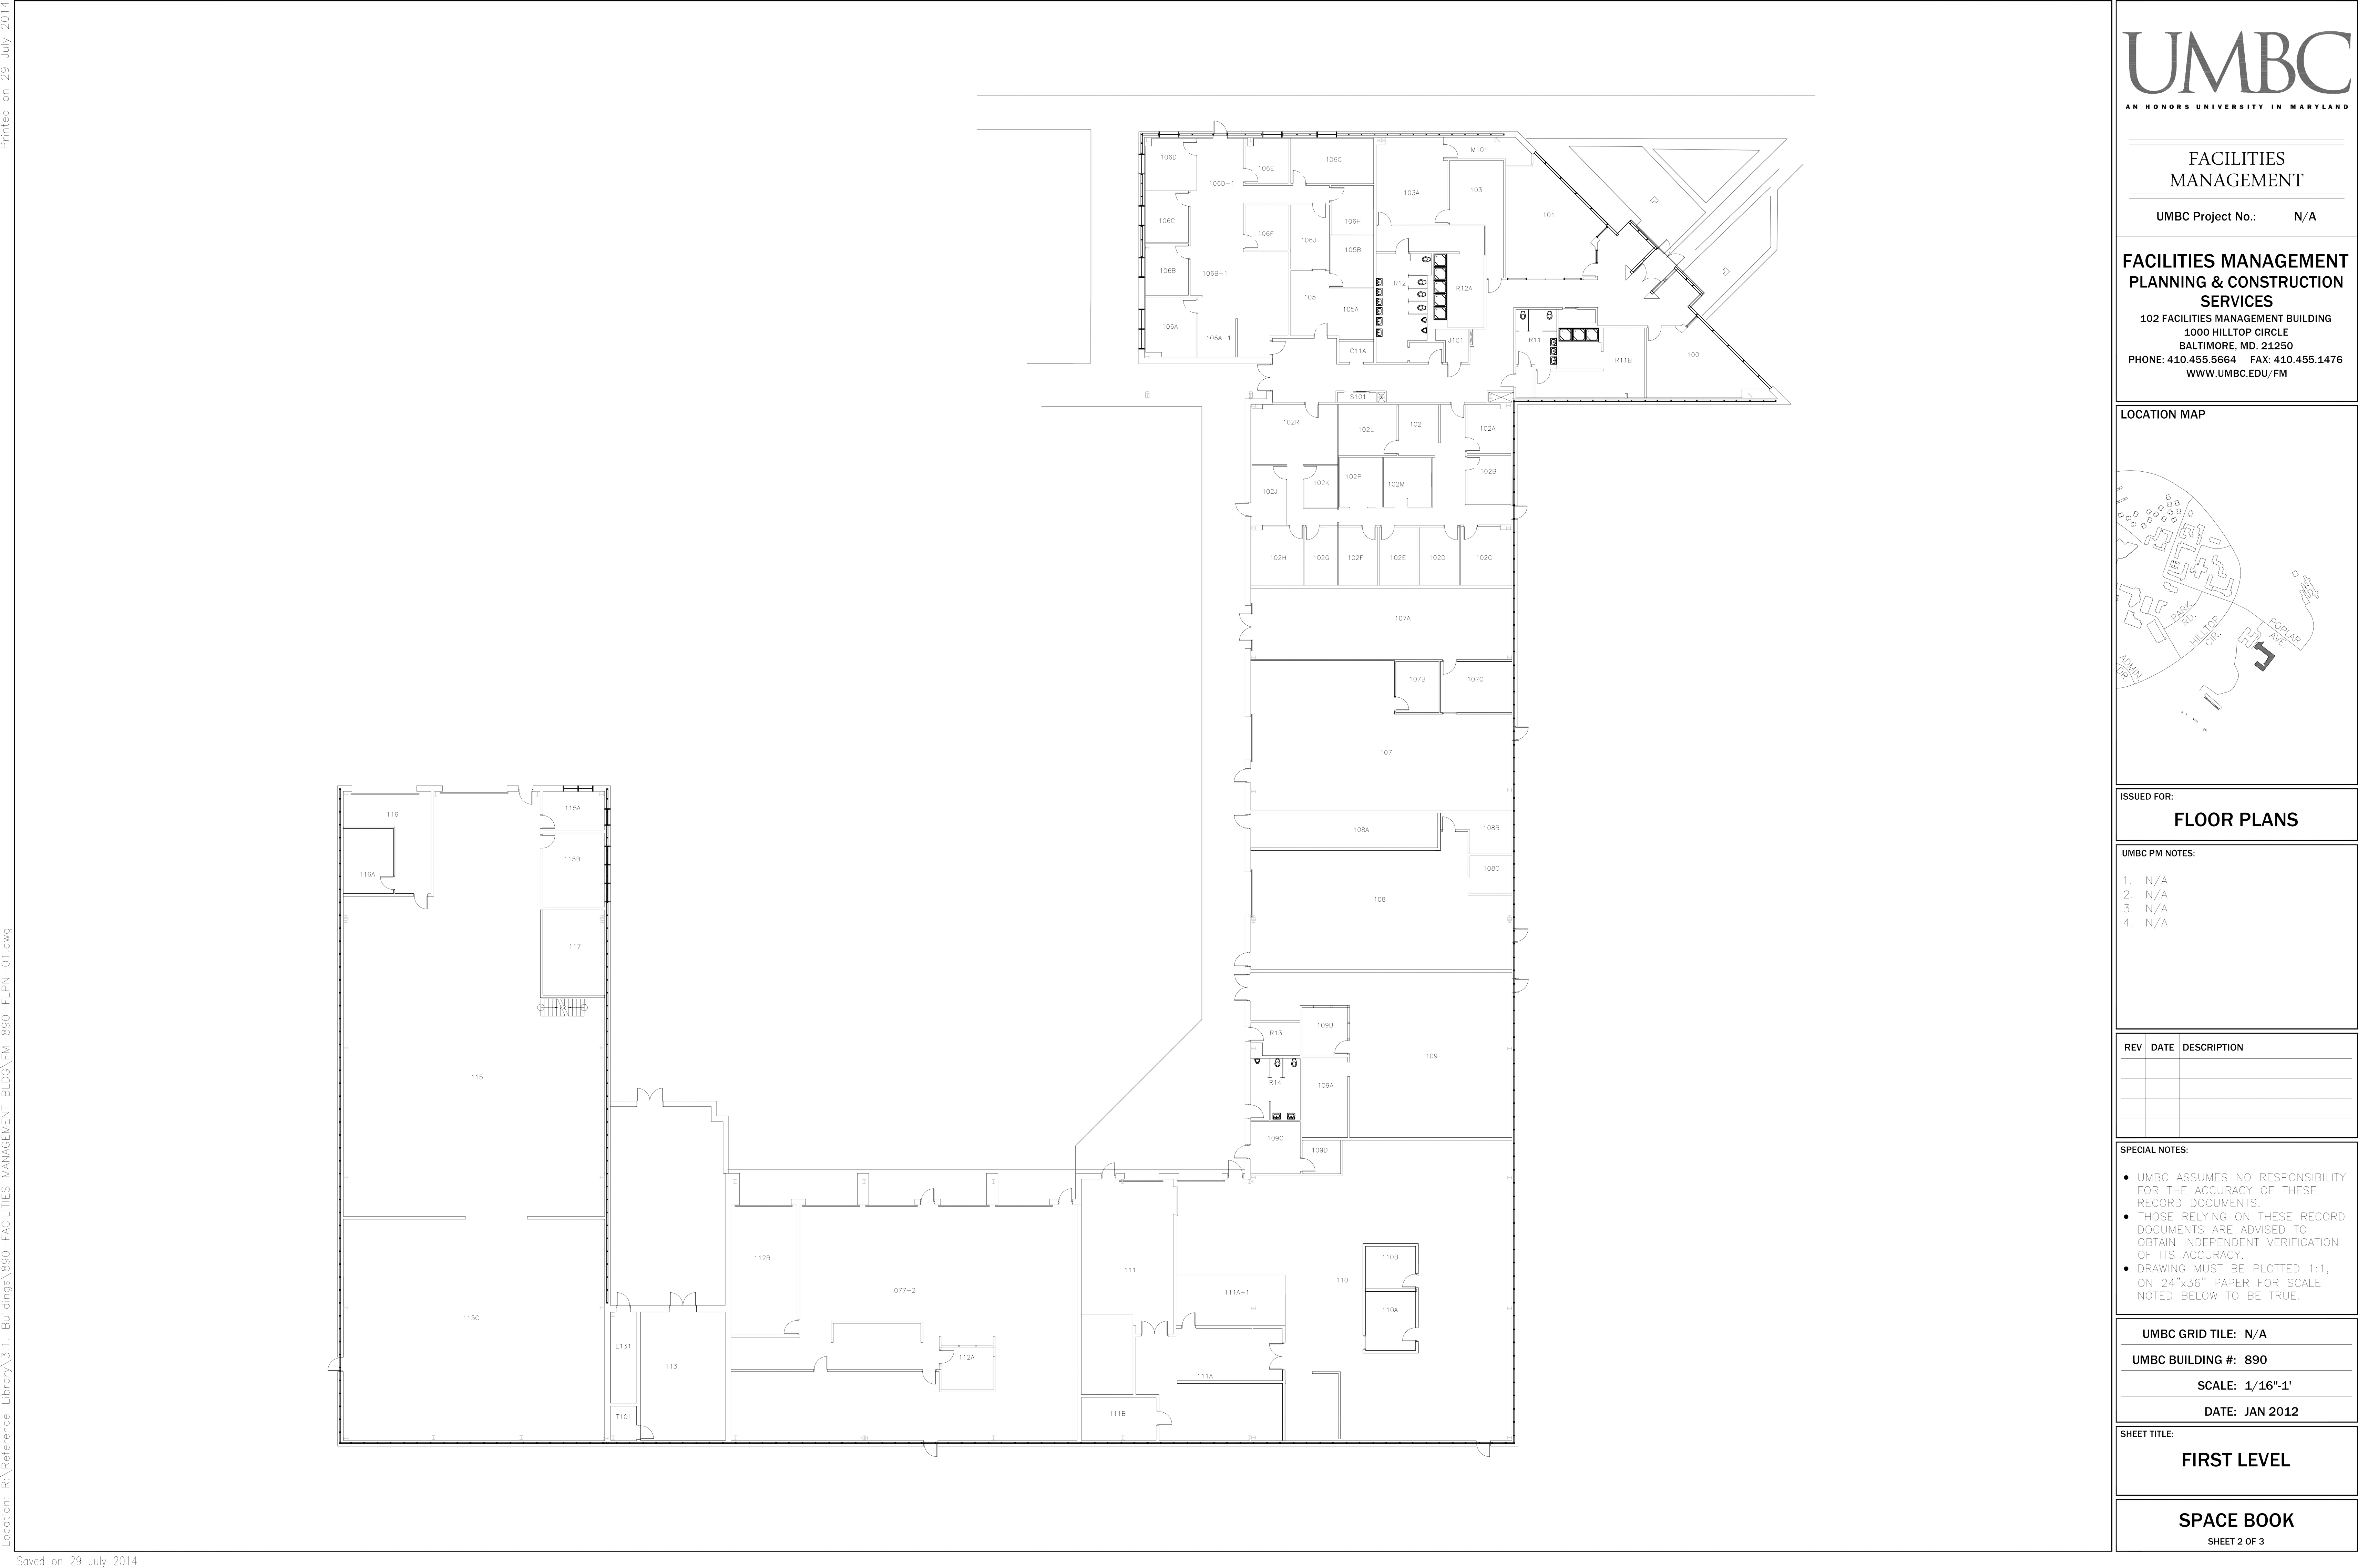 Printed on 29 July 2014
Location: R:\Reference_Library\3.1. Buildings\890-FACILITIES MANAGEMENT BLDG\FM-890-FLPN-01.dwg
Saved on 29 July 2014
106D
106E
106G
M101
106D-1
103A
103
106C
106F
106H
101
106J
105B
106B
106B-1
R12
R12A
105
105A
106A
106A-1
C11A
J101
R11
R11B
100
S101
102R
102L
102
102A
102J
102K
102P
102M
102B
102H
102G
102F
102E
102D
102C
107A
107B
107C
107
108A
108B
108C
108
116
116A
115A
115B
117
115
115C
R13
109B
109
R14
109A
109C
109D
112B
077-2
112A
111
111A-1
110
110B
110A
111A
111B
E131
113
T101
UMBC
AN HONORS UNIVERSITY IN MARYLAND
FACILITIES
MANAGEMENT
UMBC Project No.: N/A
FACILITIES MANAGEMENT
PLANNING & CONSTRUCTION
SERVICES
102 FACILITIES MANAGEMENT BUILDING
1000 HILLTOP CIRCLE
BALTIMORE, MD. 21250
PHONE: 410.455.5664 FAX: 410.455.1476
WWW.UMBC.EDU/FM
LOCATION MAP
PARK
RD.
HILLTOP
CIR.
POPLAR
AVE.
ADMIN.
DR.
ISSUED FOR:
FLOOR PLANS
UMBC PM NOTES:
1. N/A
2. N/A
3. N/A
4. N/A
REV DATE DESCRIPTION
SPECIAL NOTES:
● UMBC ASSUMES NO RESPONSIBILITY
FOR THE ACCURACY OF THESE
RECORD DOCUMENTS.
● THOSE RELYING ON THESE RECORD
DOCUMENTS ARE ADVISED TO
OBTAIN INDEPENDENT VERIFICATION
OF ITS ACCURACY.
● DRAWING MUST BE PLOTTED 1:1,
ON 24"x36" PAPER FOR SCALE
NOTED BELOW TO BE TRUE.
UMBC GRID TILE: N/A
UMBC BUILDING #: 890
SCALE: 1/16"-1'
DATE: JAN 2012
SHEET TITLE:
FIRST LEVEL
SPACE BOOK
SHEET 2 OF 3